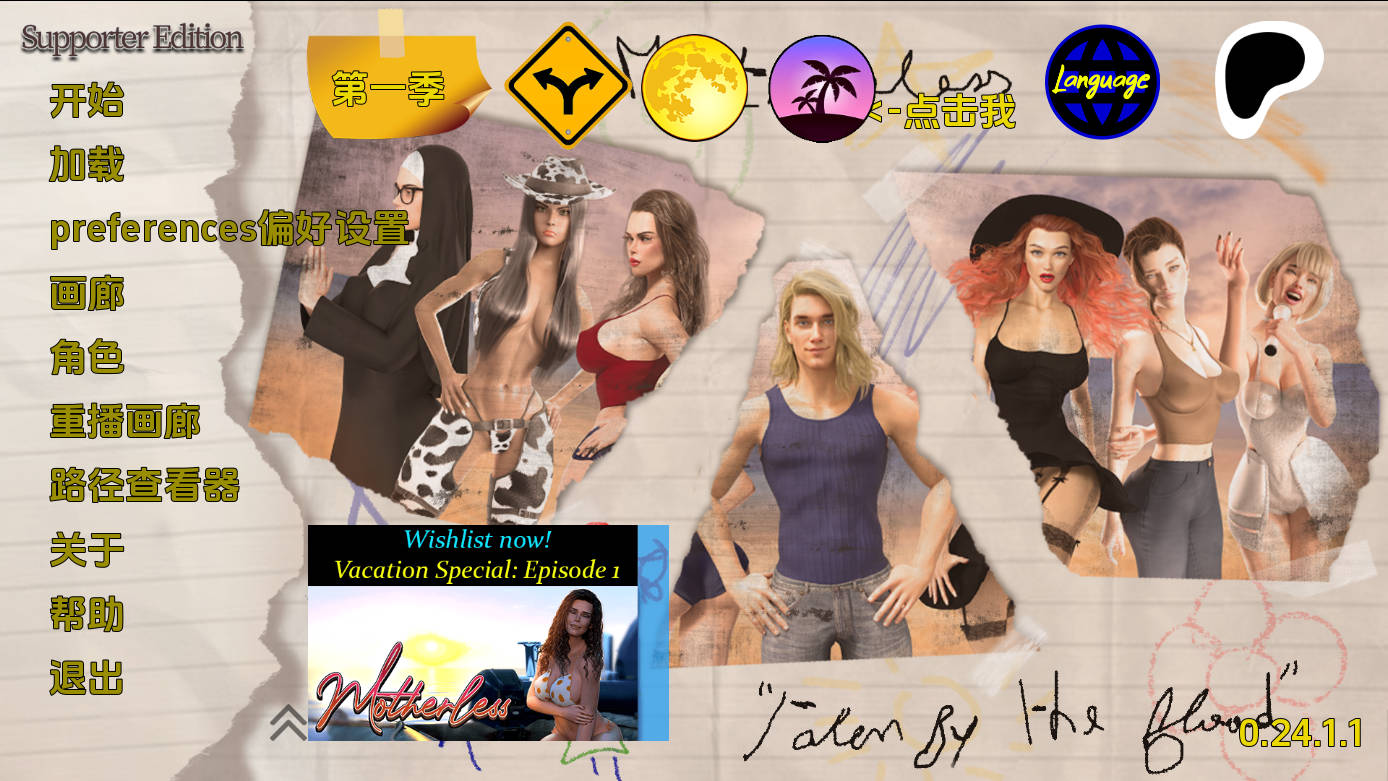 Supporter Edition
第一季
Language
<-点击我
开始
加载
preferences偏好设置
画廊
角色
重播画廊
路径查看器
关于
帮助
退出
Wishlist now!
Vacation Special: Episode 1
Motherless
"Taken By the flood"
0.24.1.1